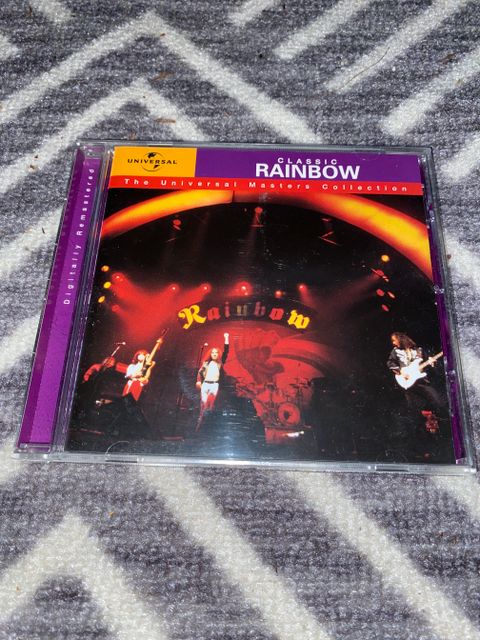 UNIVERSAL
CLASSIC
RAINBOW
The Universal Masters Collection
Digitally Remastered
Rainbow